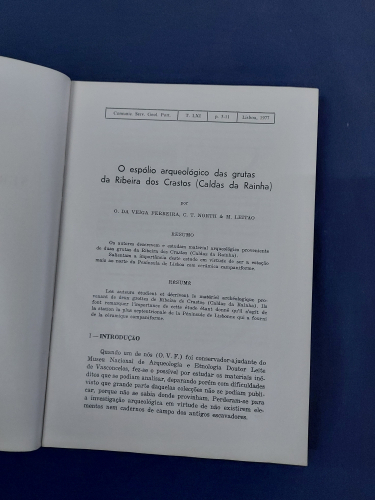 Comunic. Serv. Geol. Port. T. LXI p. 5-11 Lisboa, 1977
O espólio arqueológico das grutas
da Ribeira dos Crastos (Caldas da Rainha)
por
O. DA VEIGA FERREIRA, C. T. NORTH & M. LEITÃO
RESUMO
Os autores descrevem e estudam material arqueológico proveniente
de duas grutas da Ribeira dos Crastos (Caldas da Rainha).
Salientam a importância deste estudo em virtude de ser a estação
mais ao norte da Península de Lisboa com cerâmica campaniforme.
RÉSUMÉ
Les auteurs étudient et décrivent le matériel archéologique pro-
venant de deux grottes de Ribeira de Crastos (Caldas da Rainha). Ils
font remarquer l'importance de cette étude étant donné qu'il s'agit de
la station la plus septentrionale de la Péninsule de Lisbonne qui a fourni
de la céramique campaniforme.
I — INTRODUÇÃO
Quando um de nós (O. V. F.) foi conservador-ajudante do
Museu Nacional de Arqueologia e Etnologia Doutor Leite
de Vasconcelos, fez-se o possível por estudar os materiais iné-
ditos que se podiam analisar, deparando porém com dificuldades
visto que grande parte daquelas colecções não se podiam publi-
car, porque não se sabia donde provinham. Perderam-se para
a investigação arqueológica em virtude de não existirem ele-
mentos nem cadernos de campo dos antigos escavadores.